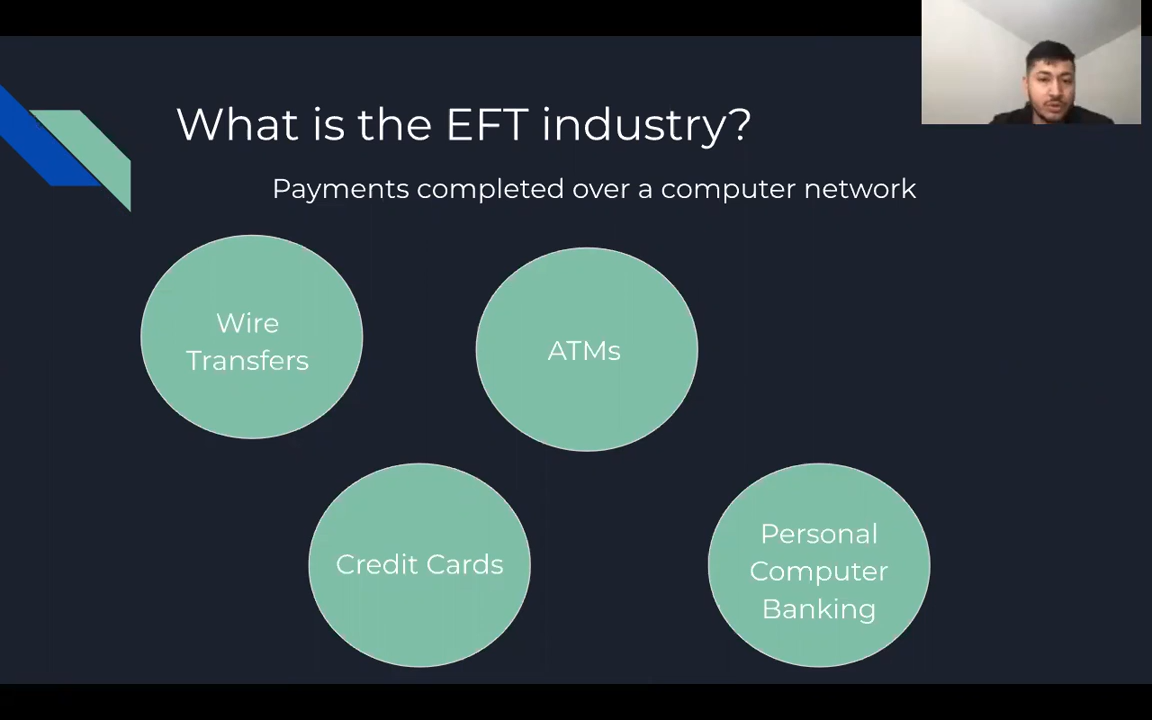 What is the EFT industry?
Payments completed over a computer network
Wire
Transfers
ATMs
Credit Cards
Personal
Computer
Banking